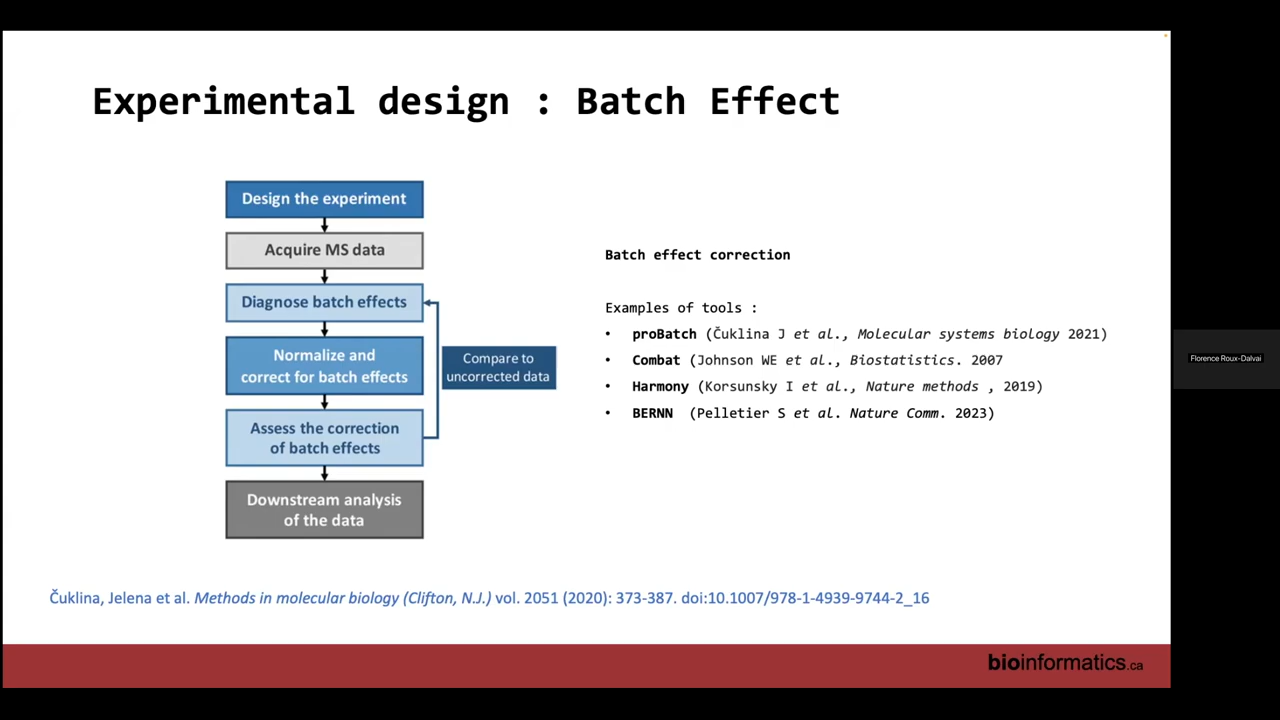 Experimental design : Batch Effect
Design the experiment
Acquire MS data
Diagnose batch effects
Normalize and
correct for batch effects
Compare to
uncorrected data
Assess the correction
of batch effects
Downstream analysis
of the data
Batch effect correction
Examples of tools :
• proBatch (Čuklina J et al., Molecular systems biology 2021)
• Combat (Johnson WE et al., Biostatistics. 2007
• Harmony (Korsunsky I et al., Nature methods , 2019)
• BERNN (Pelletier S et al. Nature Comm. 2023)
Čuklina, Jelena et al. Methods in molecular biology (Clifton, N.J.) vol. 2051 (2020): 373-387. doi:10.1007/978-1-4939-9744-2_16
bioinformatics.ca
Florence Roux-Dalvai